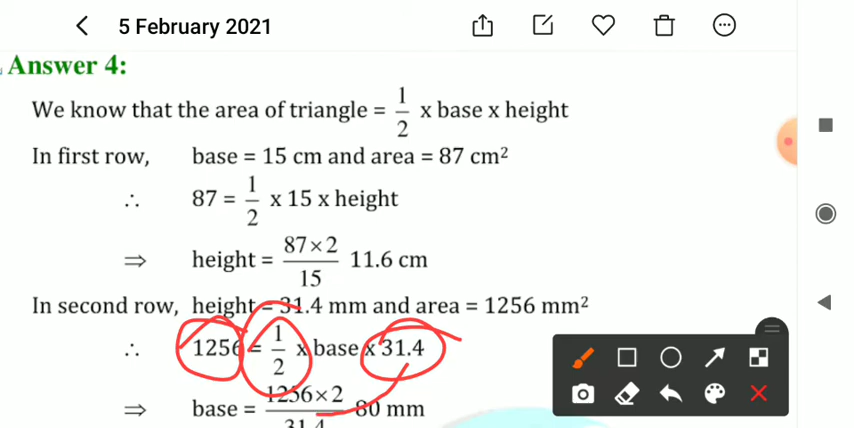 5 February 2021
Answer 4:
We know that the area of triangle = 1/2 x base x height
In first row, base = 15 cm and area = 87 cm²
∴ 87 = 1/2 x 15 x height
⇒ height = 87×2/15 11.6 cm
In second row, height = 31.4 mm and area = 1256 mm²
∴ 1256 = 1/2 x base x 31.4
⇒ base = 1256×2/31.4 80 mm